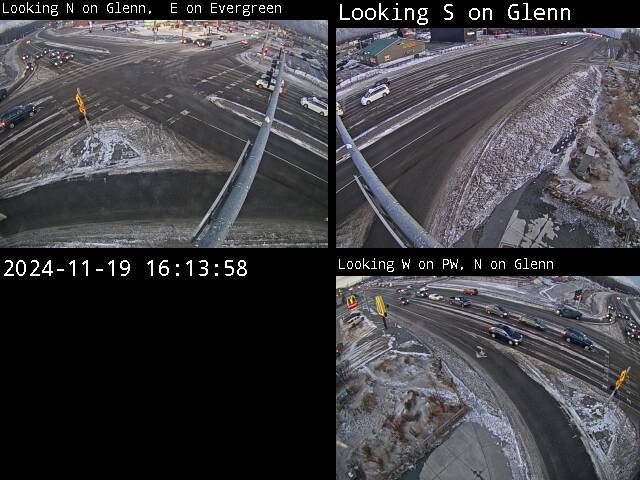 Looking N on Glenn, E on Evergreen
Looking S on Glenn
2024-11-19 16:13:58
Looking W on PW, N on Glenn